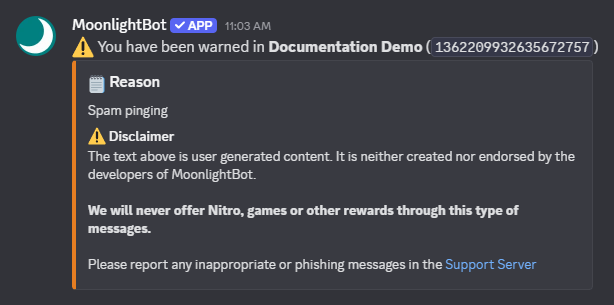 MoonlightBot ✓ APP 11:03 AM
⚠️ You have been warned in Documentation Demo (1362209932635672757)
🗒️ Reason
Spam pinging
⚠️ Disclaimer
The text above is user generated content. It is neither created nor endorsed by the
developers of MoonlightBot.
We will never offer Nitro, games or other rewards through this type of
messages.
Please report any inappropriate or phishing messages in the Support Server